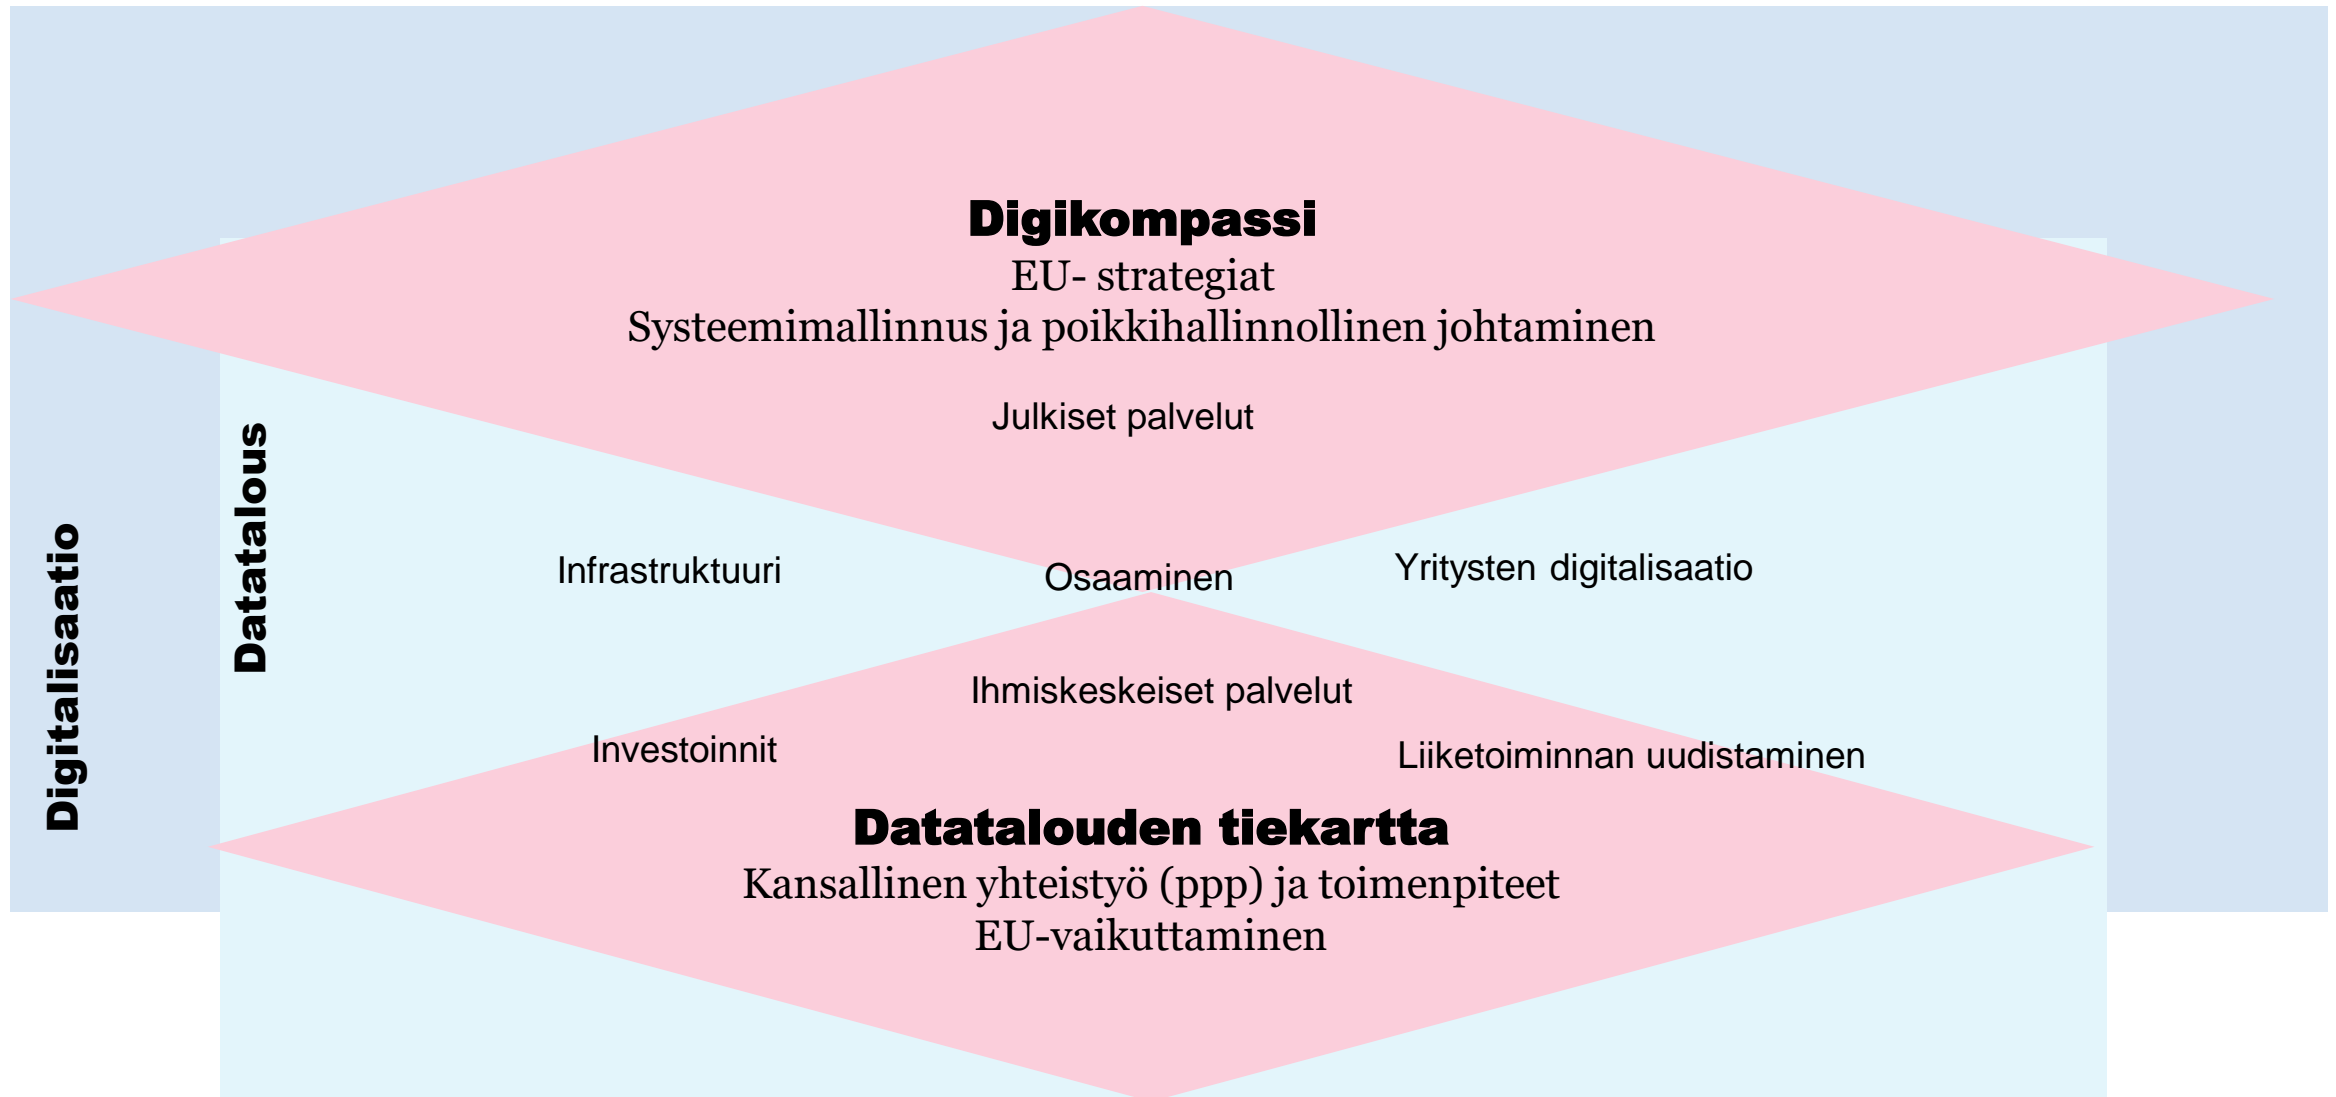 Digikompassi
EU- strategiat
Systeemimallinnus ja poikkihallinnollinen johtaminen
Julkiset palvelut
Digitalisaatio
Datatalous
Infrastruktuuri
Osaaminen
Yritysten digitalisaatio
Ihmiskeskeiset palvelut
Investoinnit
Liiketoiminnan uudistaminen
Datatalouden tiekartta
Kansallinen yhteistyö (ppp) ja toimenpiteet
EU-vaikuttaminen